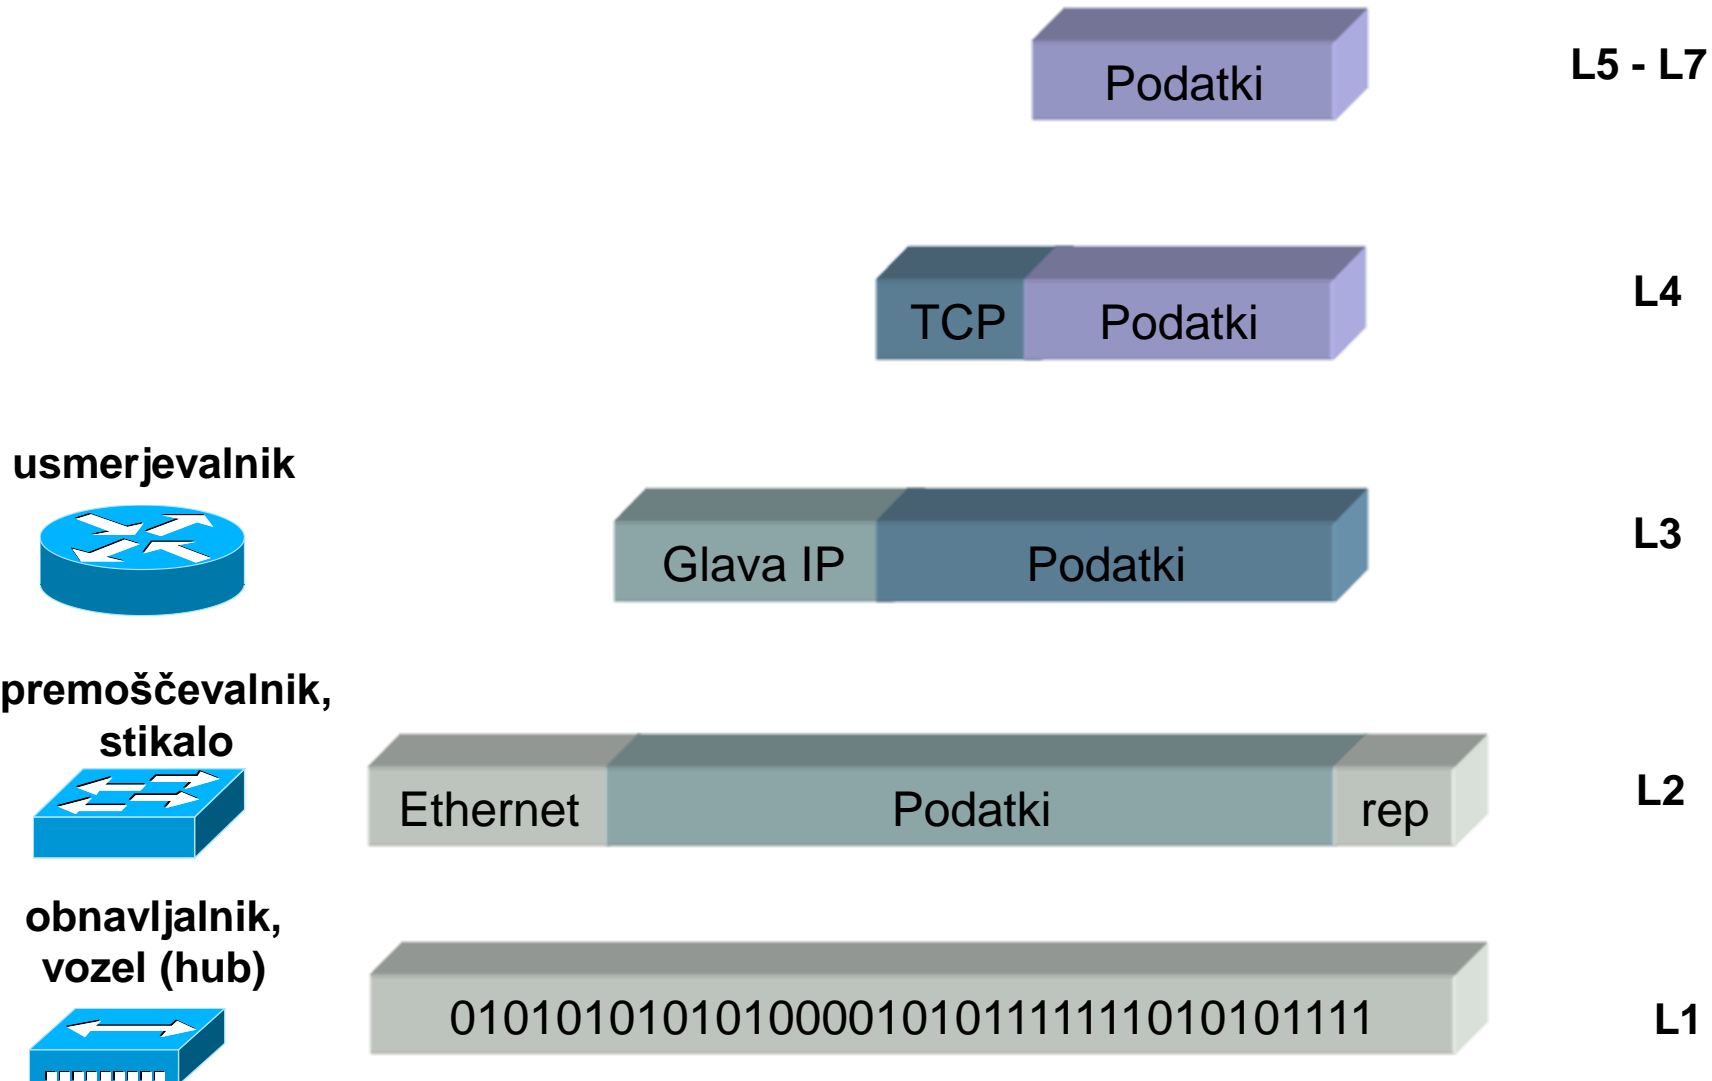 Podatki
L5 - L7
TCP
Podatki
L4
usmerjevalnik
Glava IP
Podatki
L3
premoščevalnik,
stikalo
Ethernet
Podatki
rep
L2
obnavljalnik,
vozel (hub)
0101010101010000101011111110101011111
L1